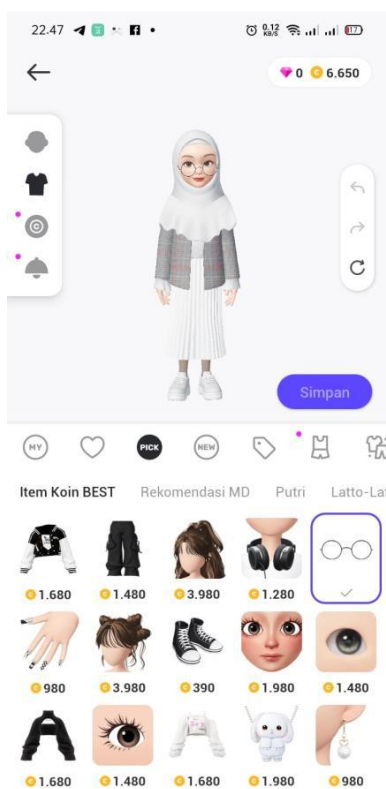 22.47
0.12
KB/S
17
0 6.650
Simpan
MY
PICK
NEW
Item Koin BEST Rekomendasi MD Putri Latto-Lat
1.680 1.480 3.980 1.280
980 3.980 390 1.980 1.480
1.680 1.480 1.680 1.980 980